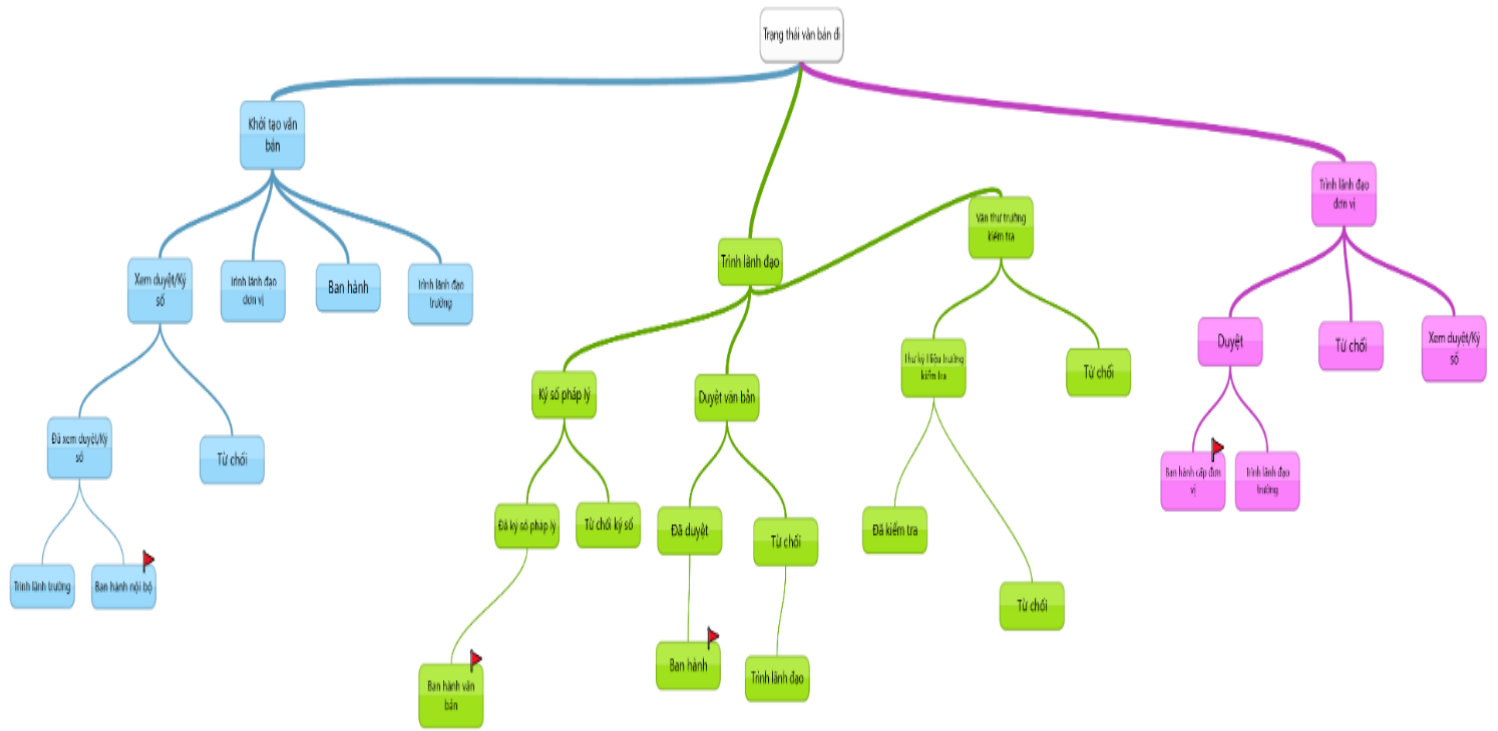 Trạng thái văn bản đi
Khởi tạo văn
bản
Trình lãnh đạo
đơn vị
Văn thư trường
kiểm tra
Trình lãnh đạo
Xem duyệt/Ký
số
Trình lãnh đạo
đơn vị
Ban hành
Trình lãnh đạo
trường
Duyệt
Từ chối
Xem duyệt/Ký
số
Thư ký Hiệu trưởng
kiểm tra
Từ chối
Ký số pháp lý
Duyệt văn bản
Đã xem duyệt/Ký
số
Từ chối
Ban hành cấp đơn
vị
Trình lãnh đạo
trường
Đã ký số pháp lý
Từ chối ký số
Đã duyệt
Từ chối
Đã kiểm tra
Trình lãnh trường
Ban hành nội bộ
Từ chối
Ban hành văn
bản
Ban hành
Trình lãnh đạo